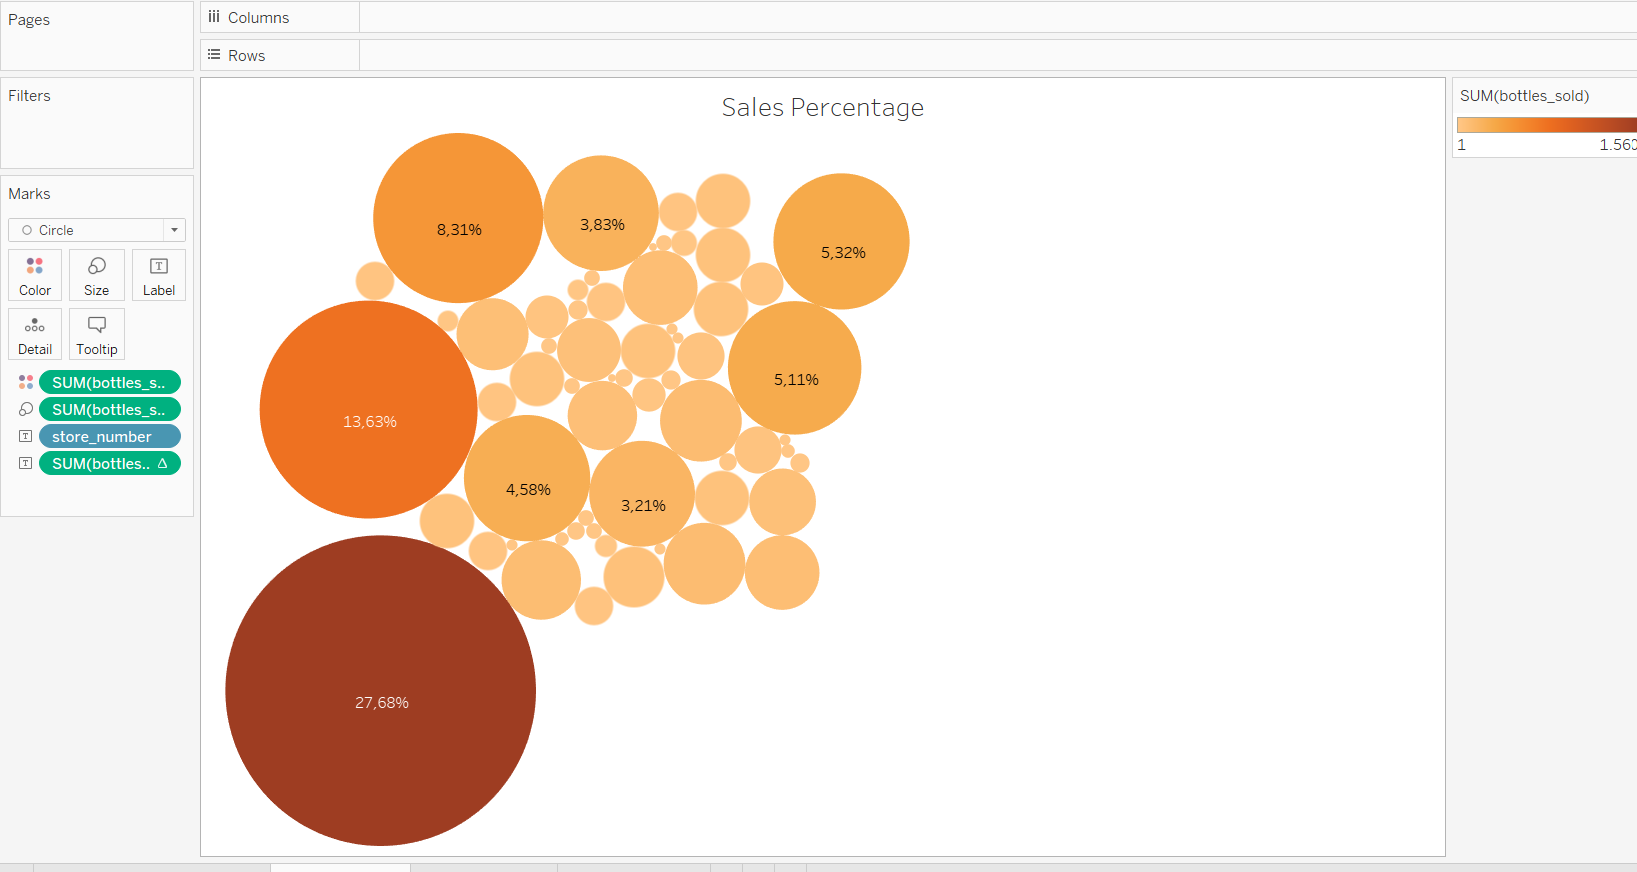 Pages
Columns
Rows
Filters
Marks
Circle
Color
Size
Label
Detail
Tooltip
SUM(bottles_s..
SUM(bottles_s..
store_number
SUM(bottles..
Sales Percentage
8,31%
3,83%
5,32%
5,11%
13,63%
4,58%
3,21%
27,68%
SUM(bottles_sold)
1
1.560